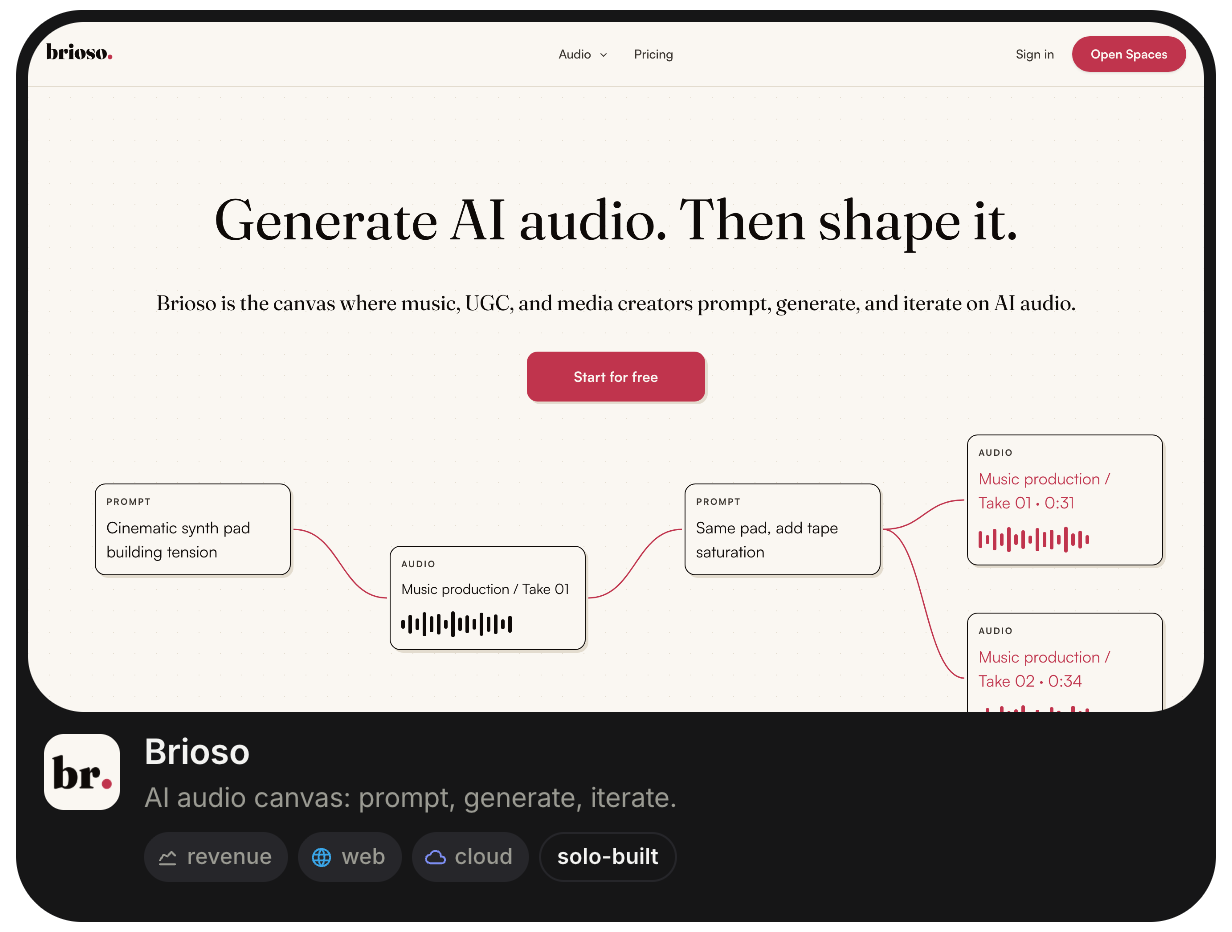 brioso.
Audio
Pricing
Sign in
Open Spaces
Generate AI audio. Then shape it.
Brioso is the canvas where music, UGC, and media creators prompt, generate, and iterate on AI audio.
Start for free
PROMPT
Cinematic synth pad
building tension
AUDIO
Music production / Take 01
PROMPT
Same pad, add tape
saturation
AUDIO
Music production /
Take 01 • 0:31
AUDIO
Music production /
Take 02 • 0:34
br.
Brioso
AI audio canvas: prompt, generate, iterate.
revenue
web
cloud
solo-built